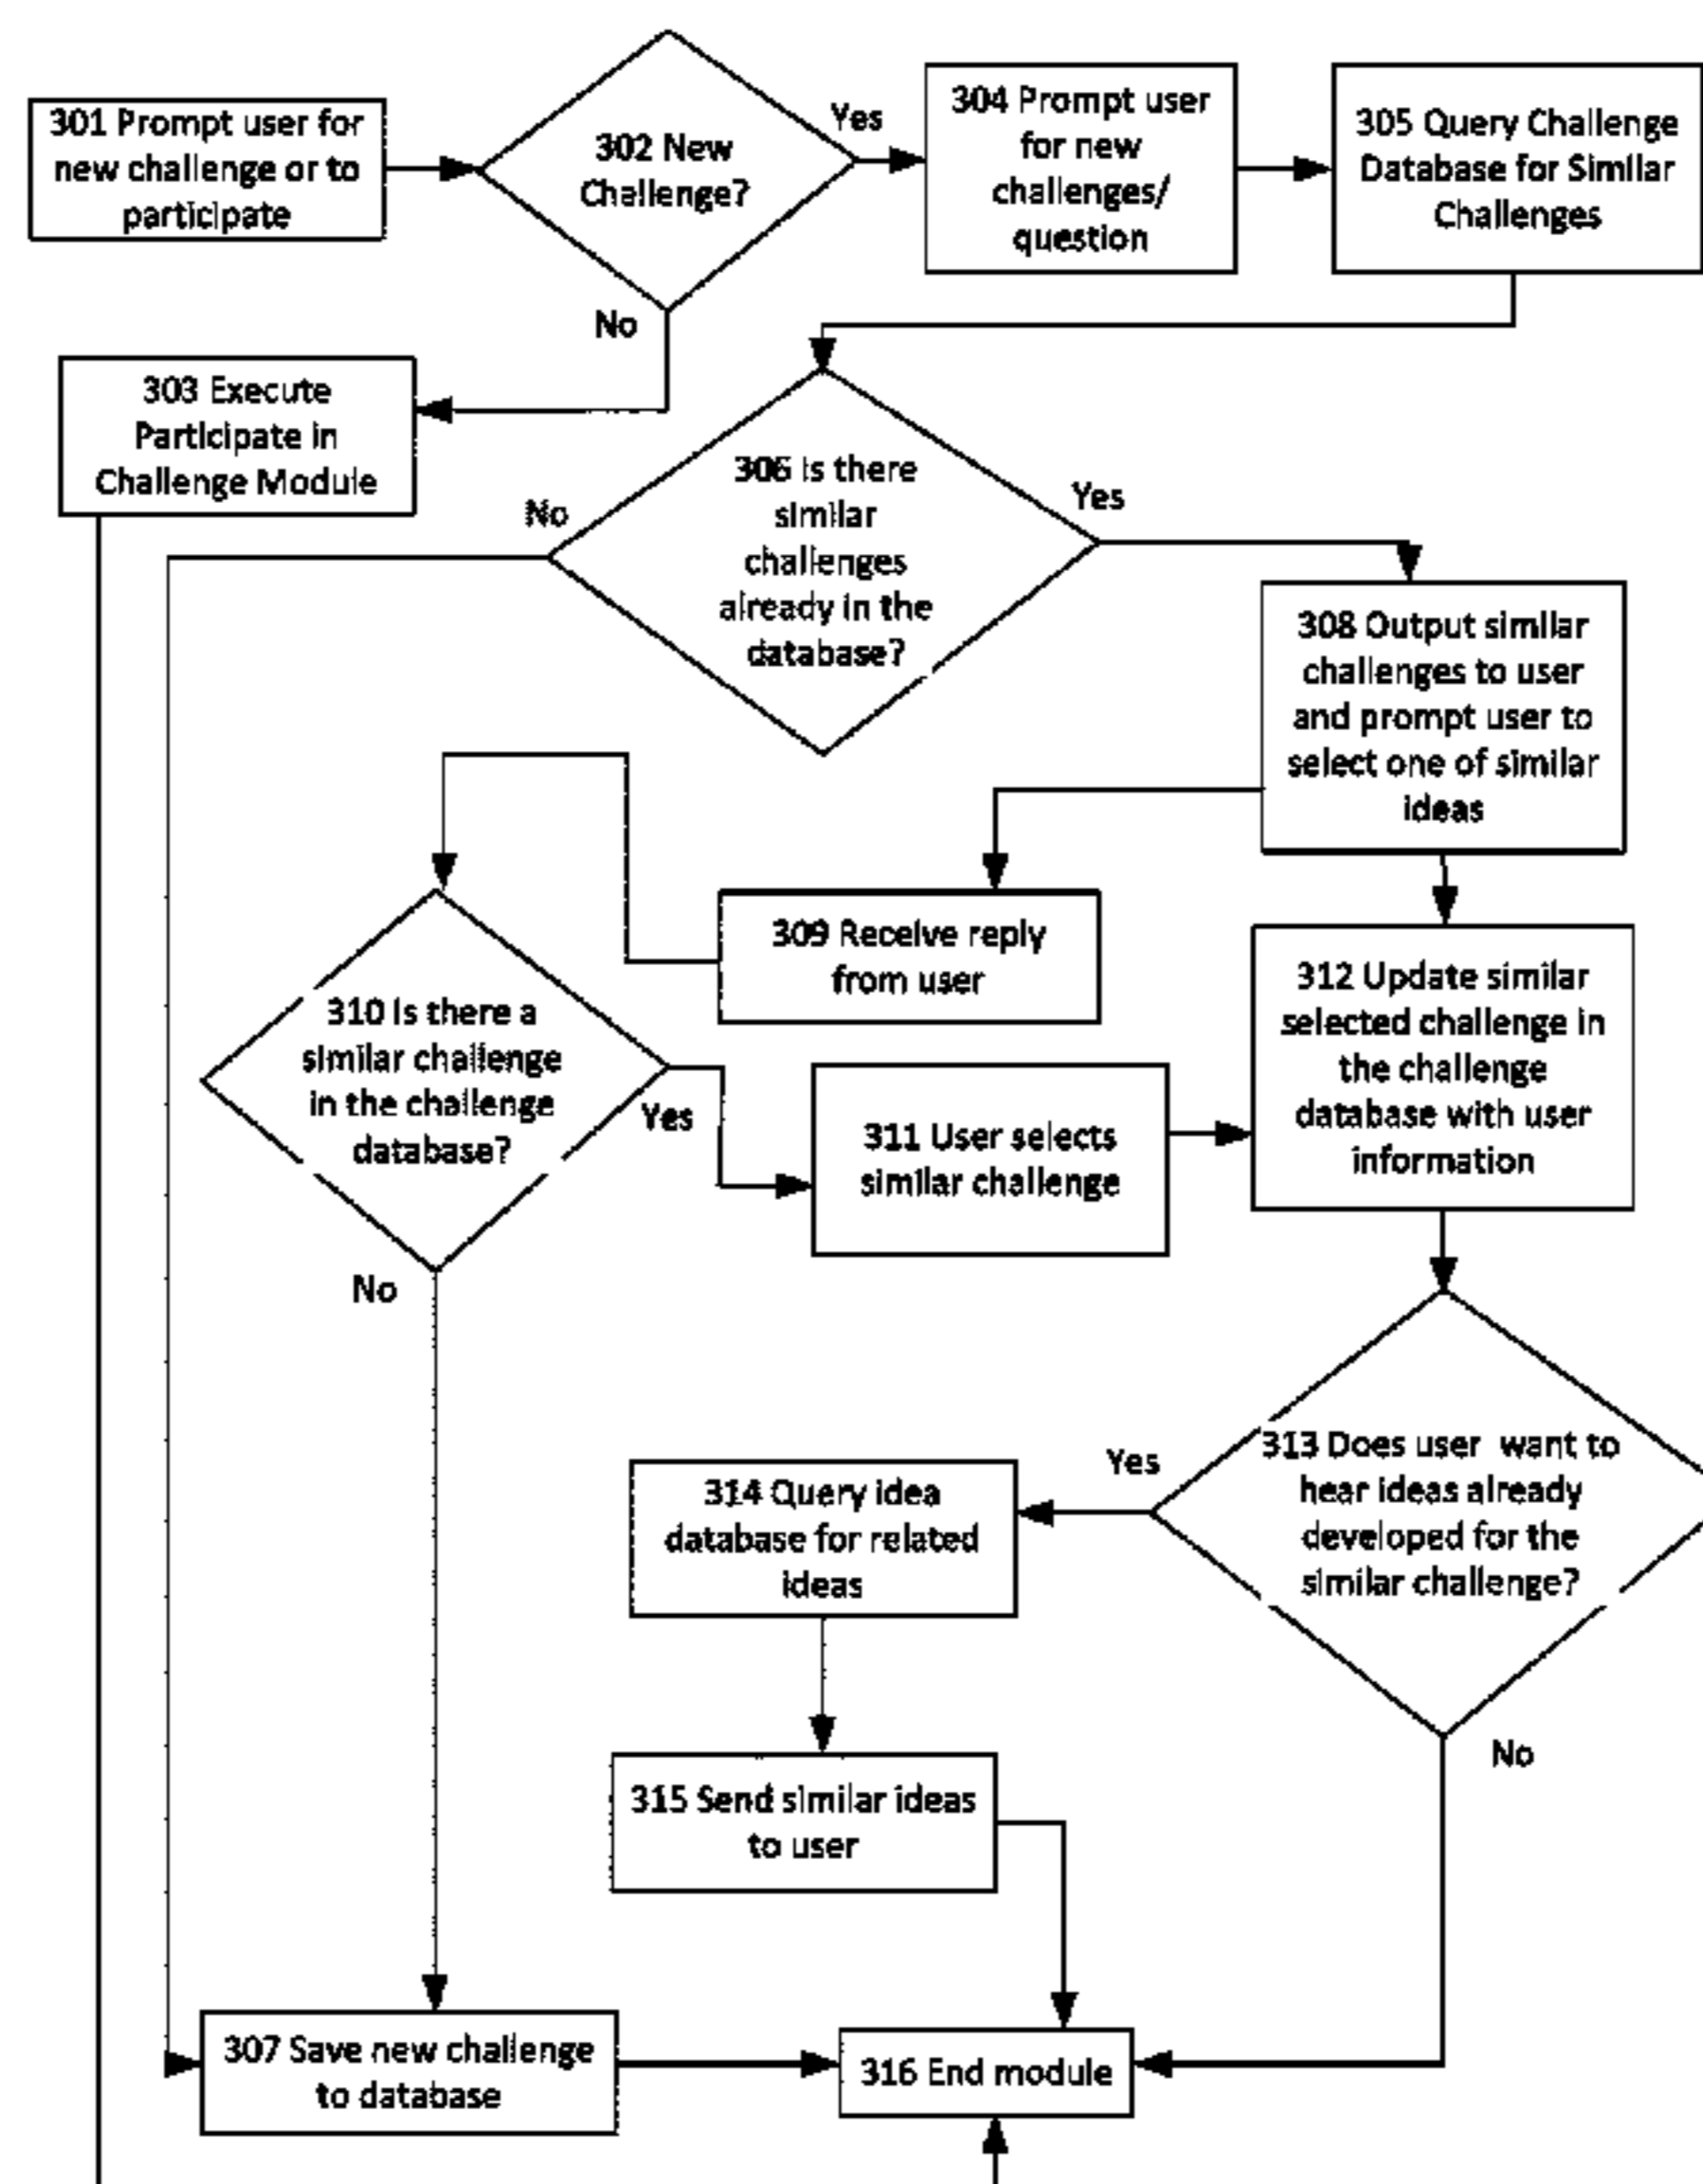 301 Prompt user for
new challenge or to
participate
302 New
Challenge?
Yes
No
304 Prompt user
for new
challenges/
question
305 Query Challenge
Database for Similar
Challenges
303 Execute
Participate in
Challenge Module
306 Is there
similar
challenges
already in the
database?
No
Yes
308 Output similar
challenges to user
and prompt user to
select one of similar
ideas
309 Receive reply
from user
310 Is there a
similar challenge
in the challenge
database?
Yes
No
311 User selects
similar challenge
312 Update similar
selected challenge in
the challenge
database with user
information
313 Does user want to
hear ideas already
developed for the
similar challenge?
Yes
No
314 Query idea
database for related
ideas
315 Send similar ideas
to user
307 Save new challenge
to database
316 End module